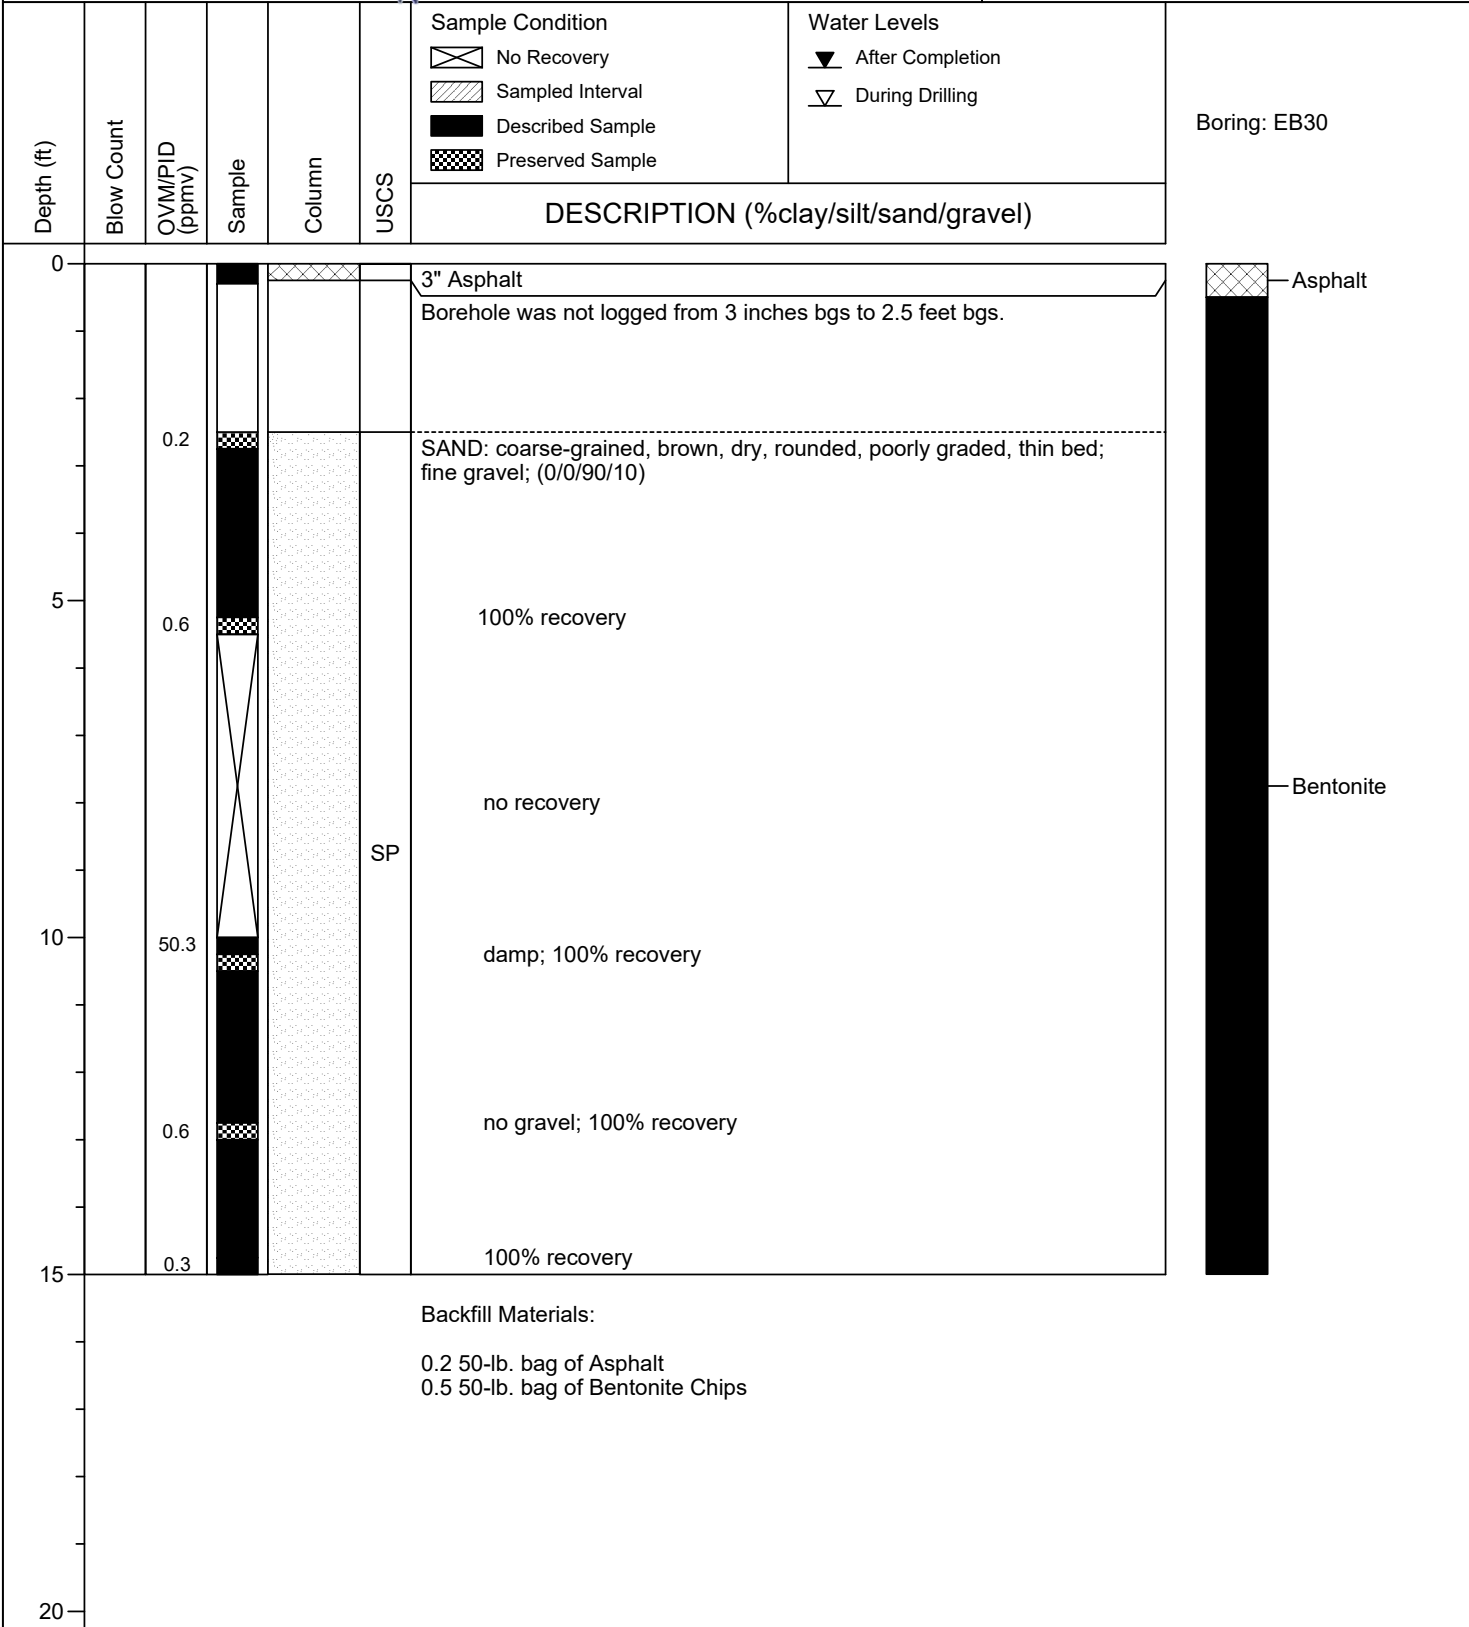 Sample Condition
No Recovery
Sampled Interval
Described Sample
Preserved Sample
Water Levels
After Completion
During Drilling
Boring: EB30
Depth (ft)
Blow Count
OVM/PID
(ppmv)
Sample
Column
USCS
DESCRIPTION (%clay/silt/sand/gravel)
0
3" Asphalt
Asphalt
Borehole was not logged from 3 inches bgs to 2.5 feet bgs.
0.2
SAND: coarse-grained, brown, dry, rounded, poorly graded, thin bed;
fine gravel; (0/0/90/10)
5
0.6
100% recovery
Bentonite
no recovery
SP
10
50.3
damp; 100% recovery
0.6
no gravel; 100% recovery
0.3
100% recovery
15
Backfill Materials:
0.2 50-lb. bag of Asphalt
0.5 50-lb. bag of Bentonite Chips
20